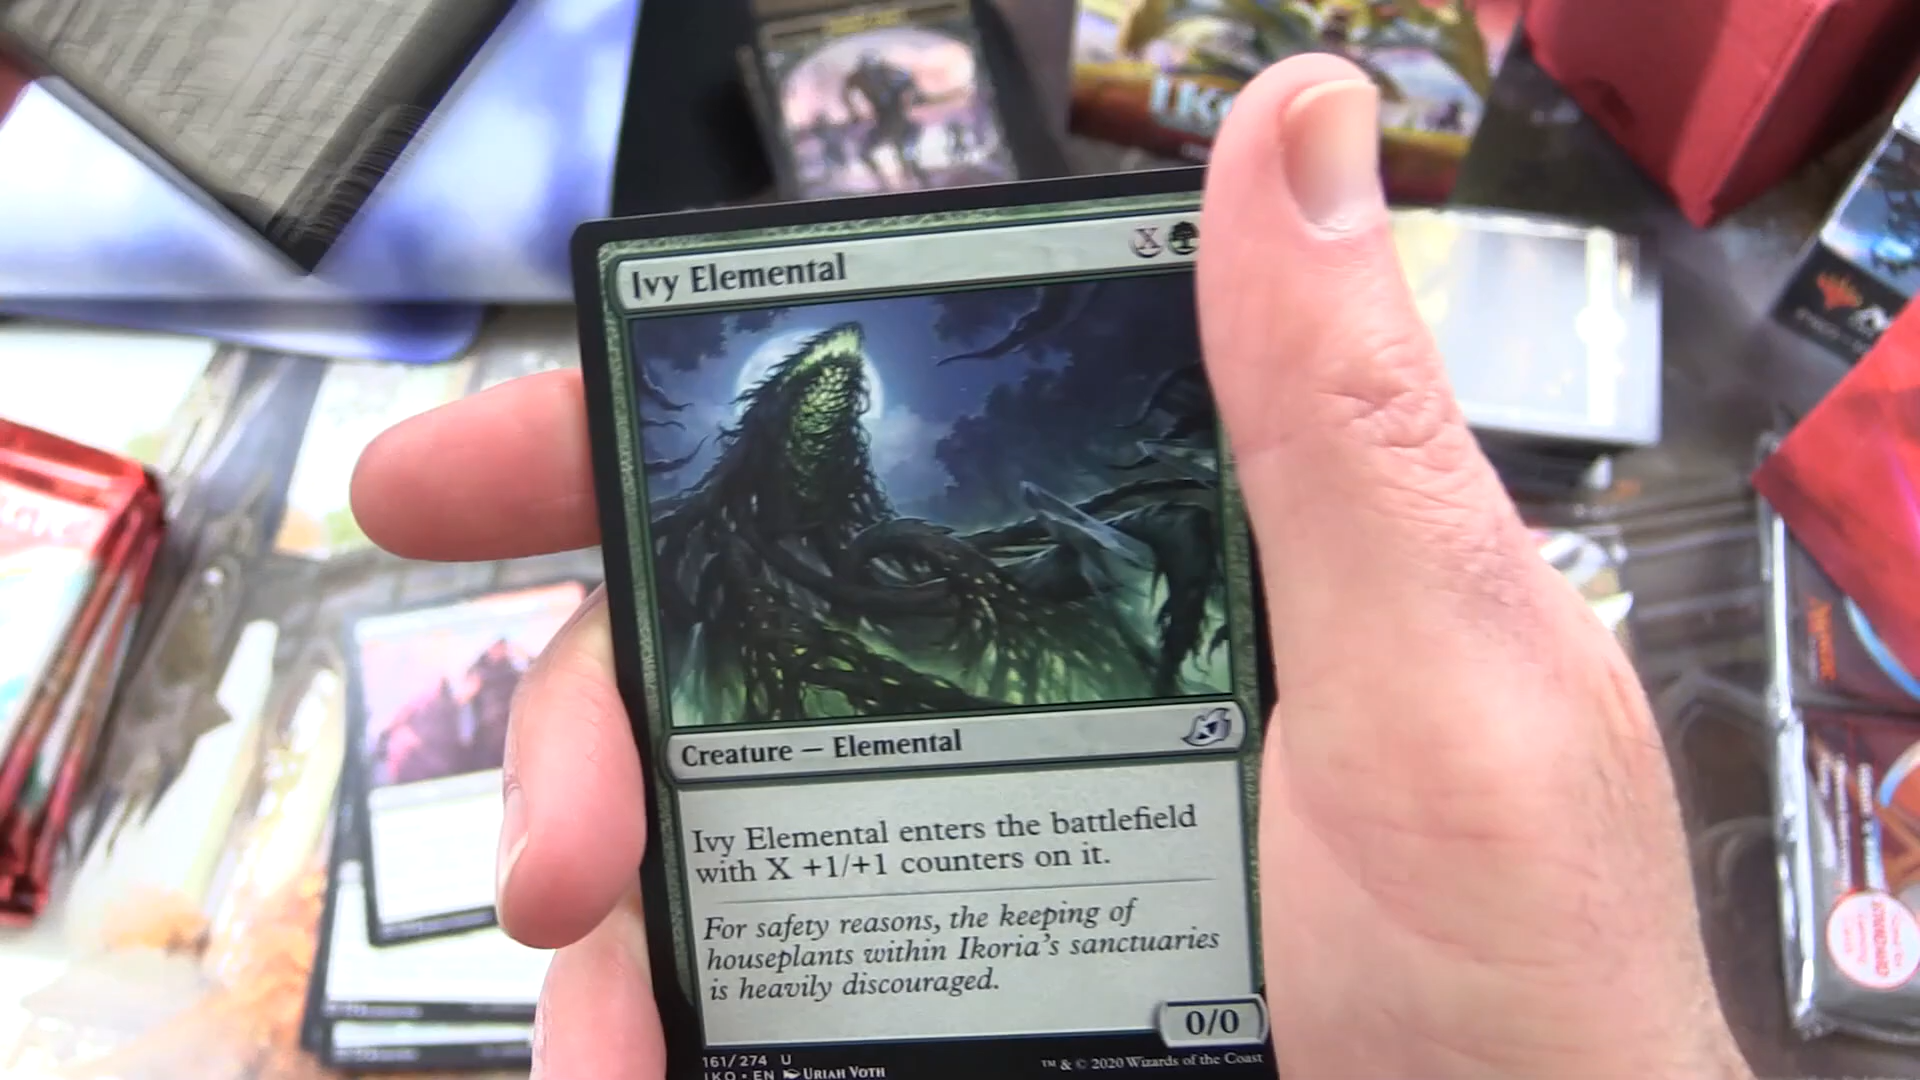 Ivy Elemental
X
Creature — Elemental
Ivy Elemental enters the battlefield
with X +1/+1 counters on it.
For safety reasons, the keeping of
houseplants within Ikoria's sanctuaries
is heavily discouraged.
0/0
161/274 U
IKO • EN Uriah Voth
™ & © 2020 Wizards of the Coast